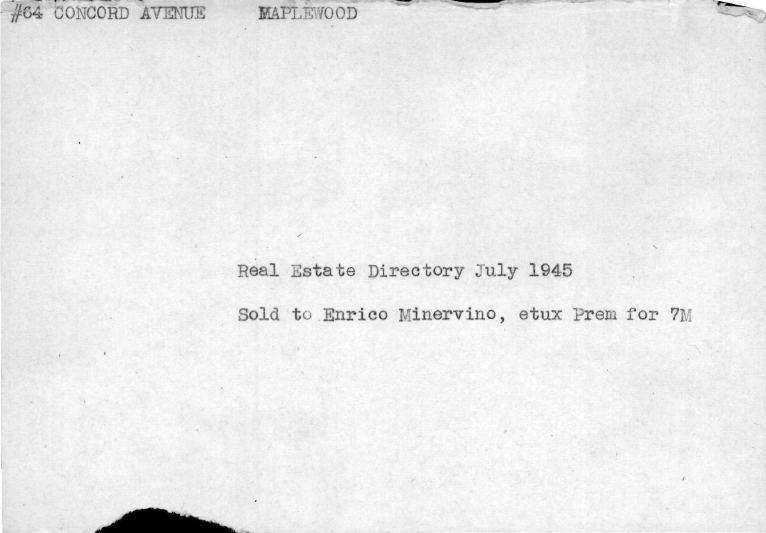 #64 CONCORD AVENUE MAPLEWOOD
Real Estate Directory July 1945
Sold to Enrico Minervino, etux Prem for 7M